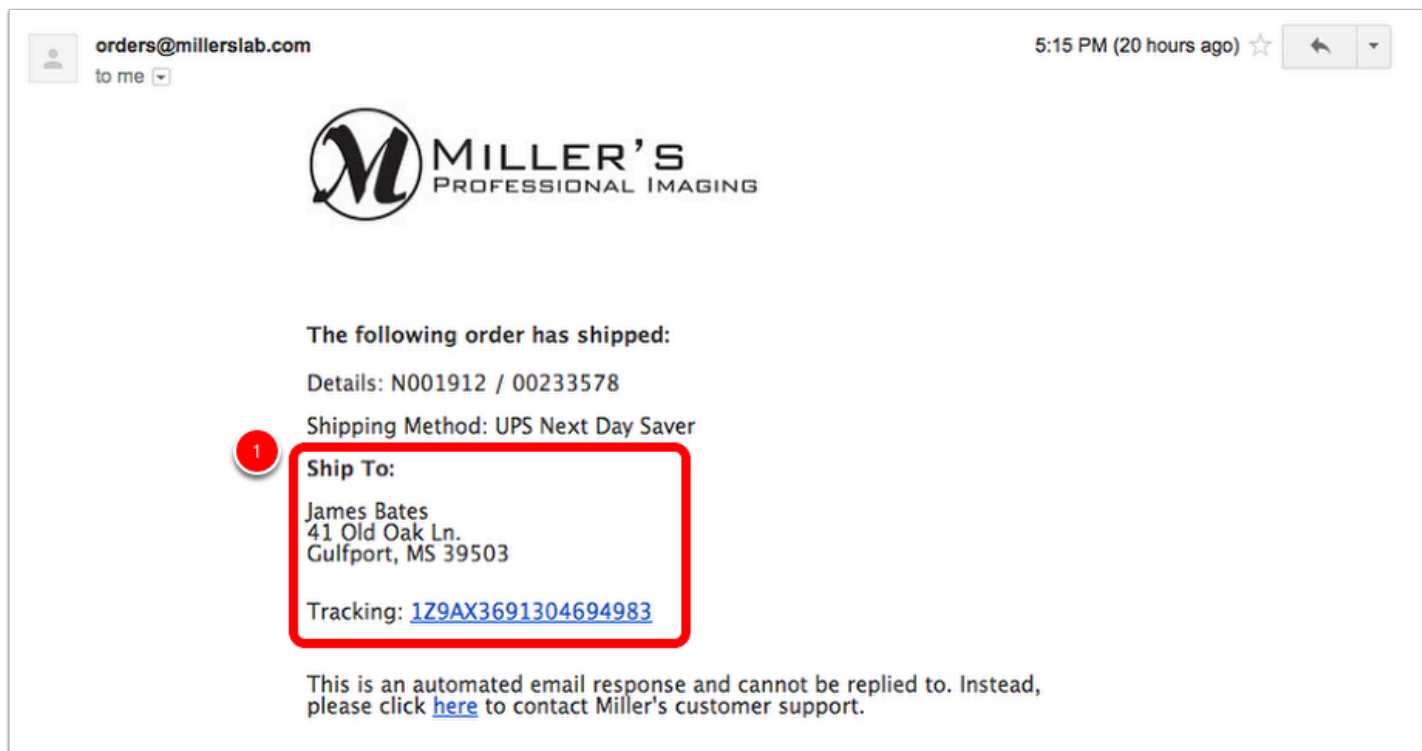 orders@millerslab.com
5:15 PM (20 hours ago)
to me
M
MILLER'S
PROFESSIONAL IMAGING
The following order has shipped:
Details: N001912 / 00233578
Shipping Method: UPS Next Day Saver
1
Ship To:
James Bates
41 Old Oak Ln.
Gulfport, MS 39503
Tracking: 1Z9AX3691304694983
This is an automated email response and cannot be replied to. Instead,
please click here to contact Miller's customer support.